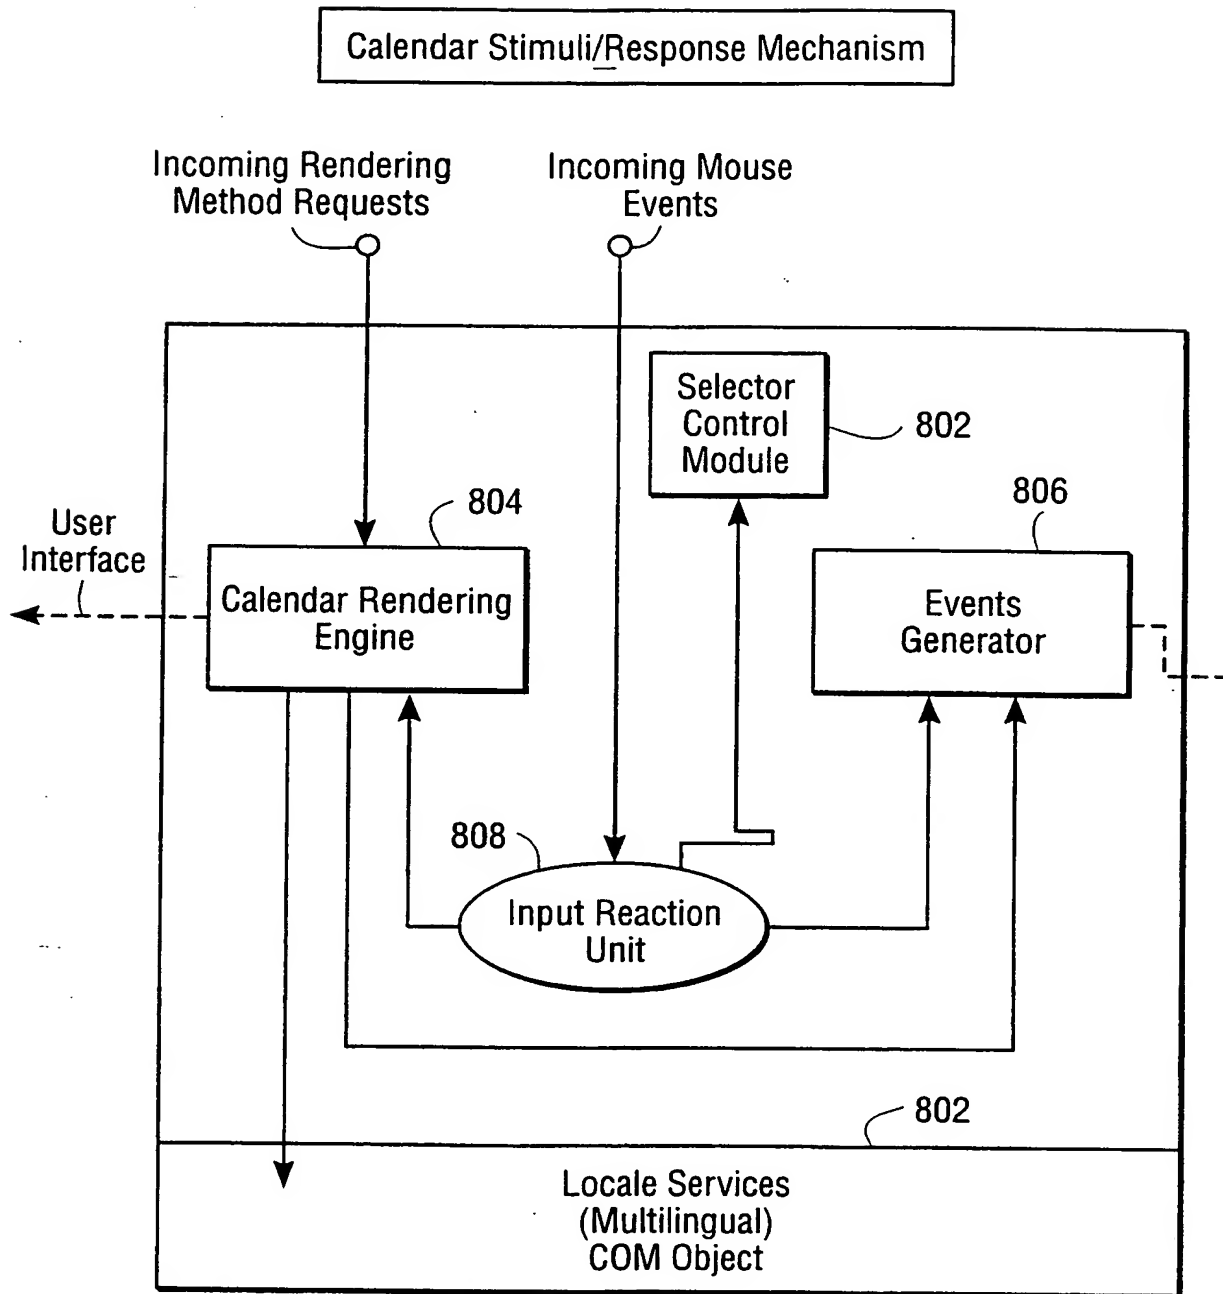 Calendar Stimuli/Response Mechanism
Incoming Rendering
Method Requests
Incoming Mouse
Events
Selector
Control
Module
802
804
806
User
Interface
Calendar Rendering
Engine
Events
Generator
808
Input Reaction
Unit
802
Locale Services
(Multilingual)
COM Object